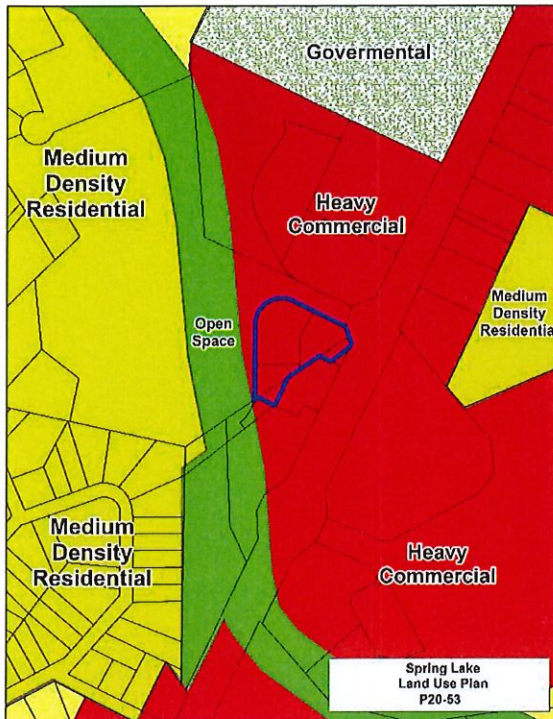 Govermental
Medium
Density
Residential
Heavy
Commercial
Medium
Density
Residential
Open
Space
Medium
Density
Residential
Heavy
Commercial
Spring Lake
Land Use Plan
P20-53